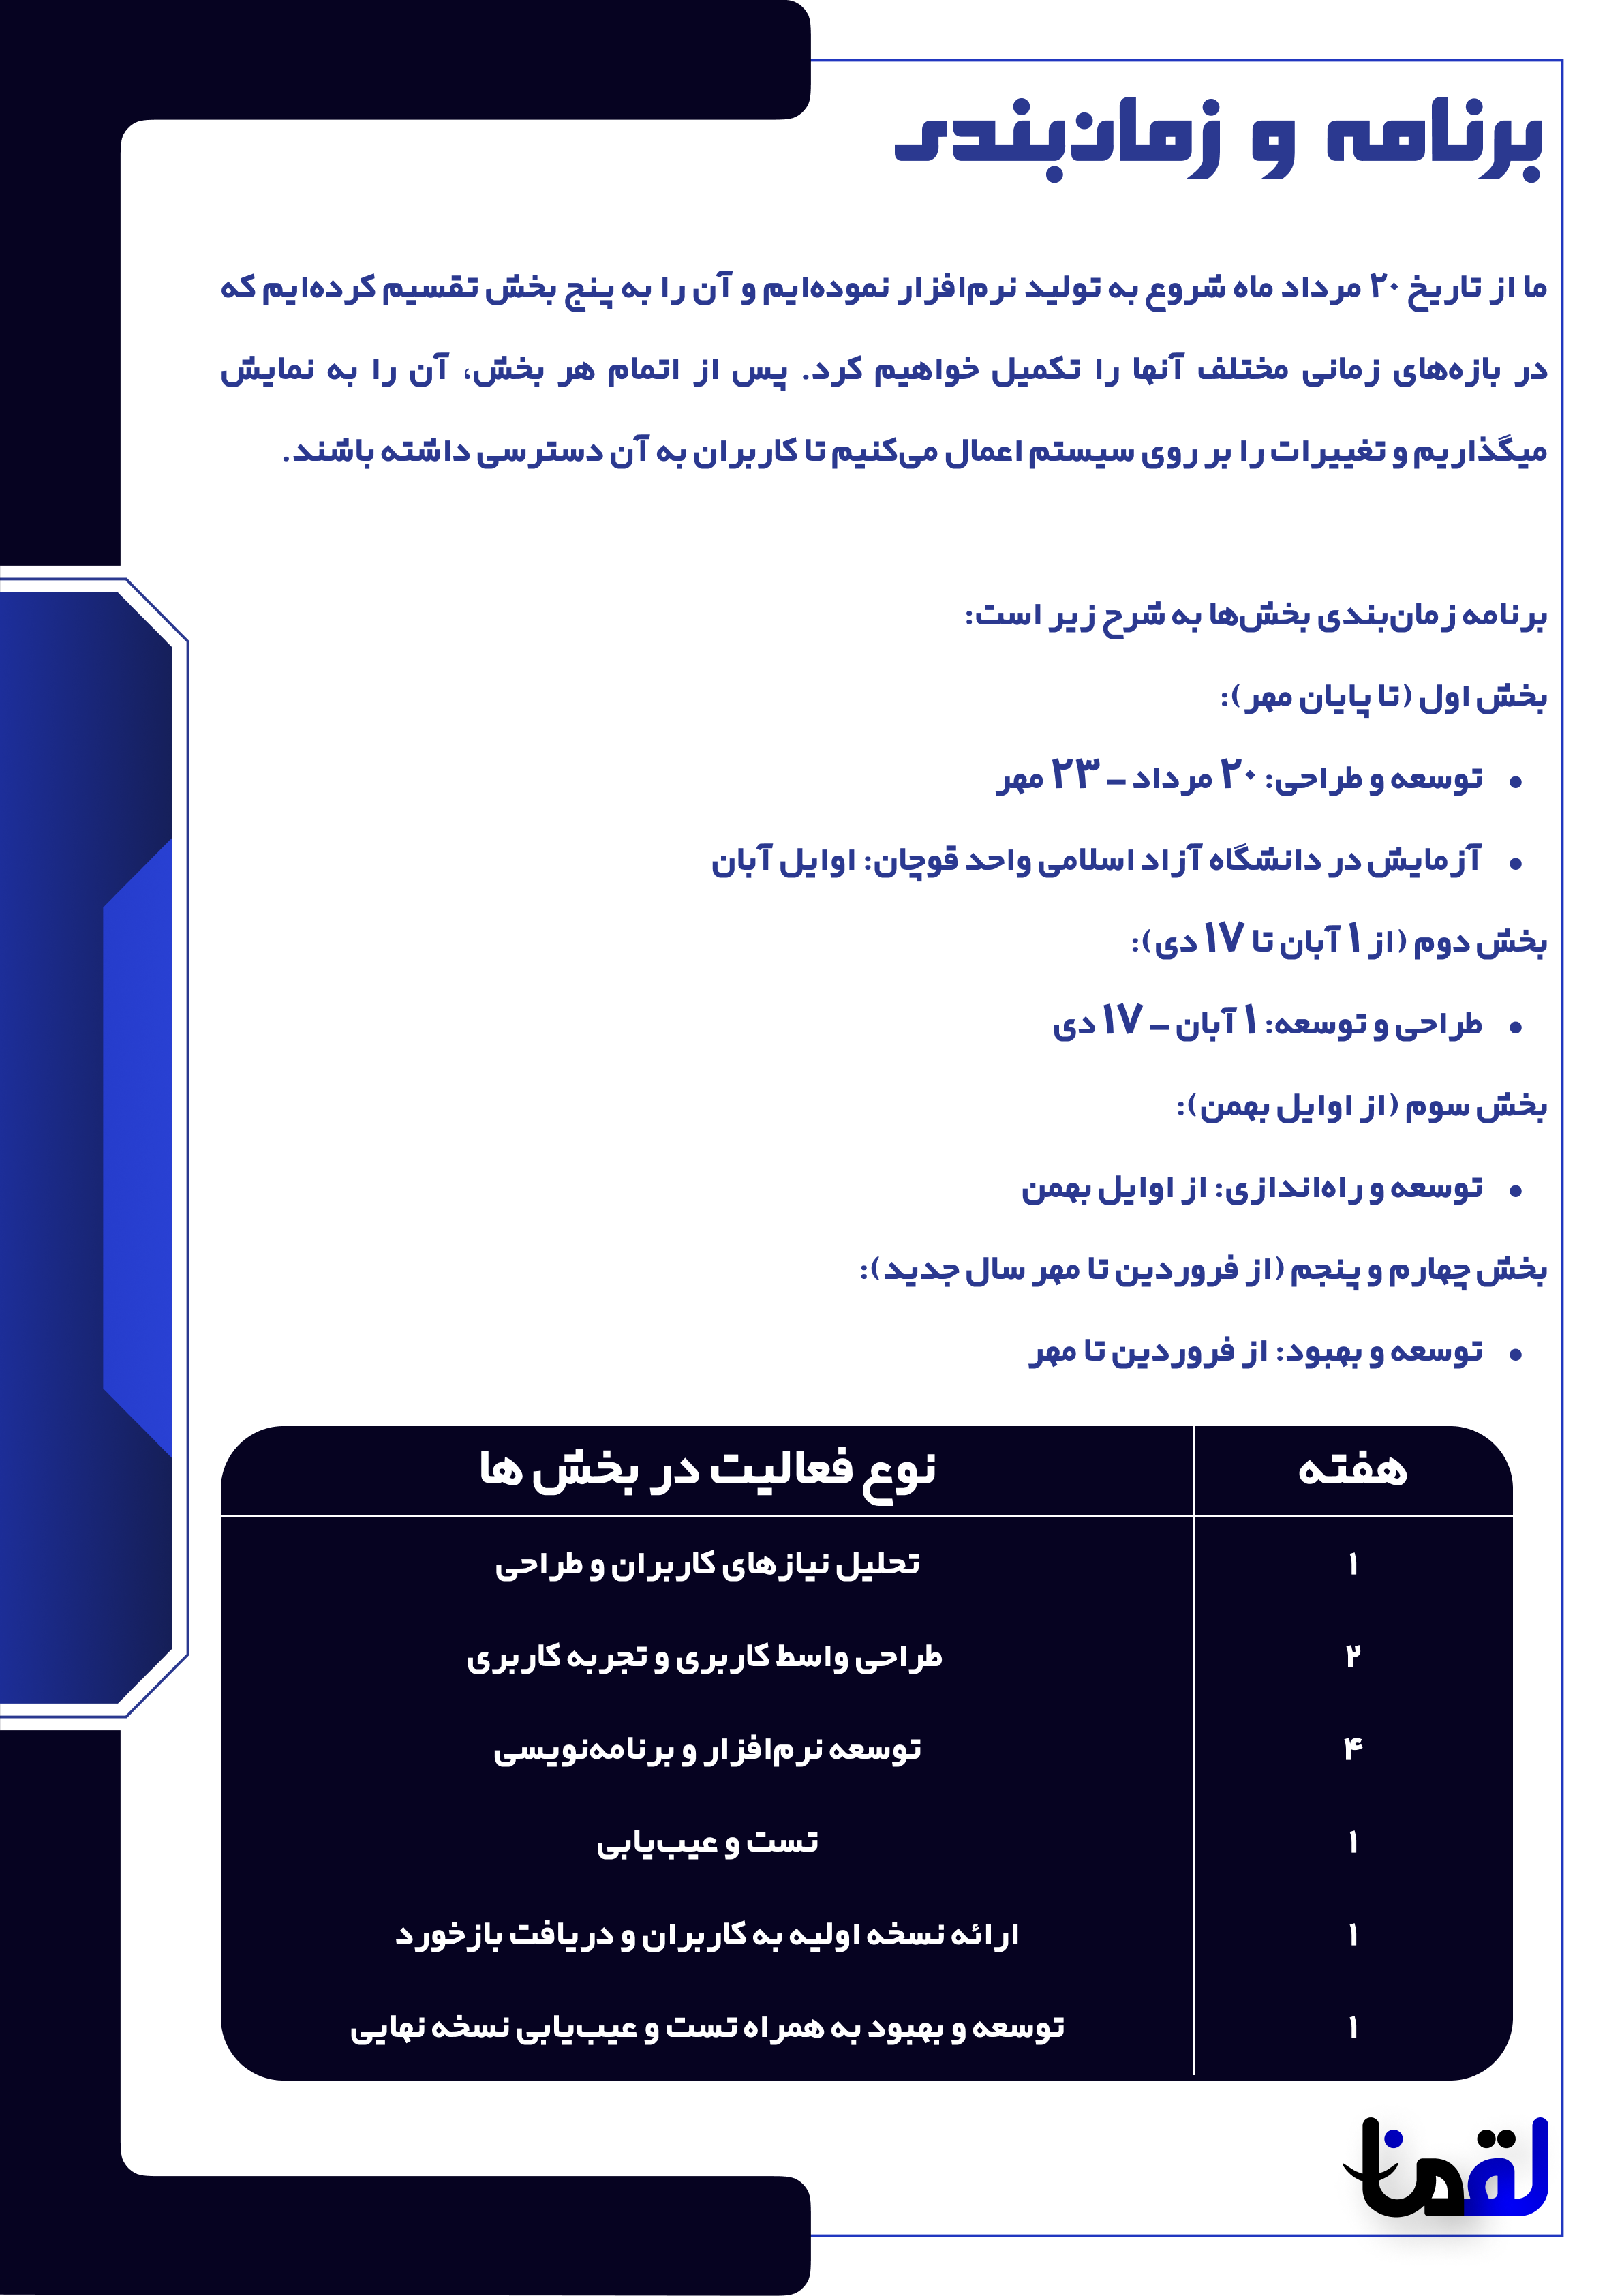 برنامه و زمان‌بندی
ما از تاریخ ۲۰ مرداد ماه شروع به تولید نرم‌افزار نموده‌ایم و آن را به پنج بخش تقسیم کرده‌ایم که
در بازه‌های زمانی مختلف آنها را تکمیل خواهیم کرد. پس از اتمام هر بخش، آن را به نمایش
میگذاریم و تغییرات را بر روی سیستم اعمال می‌کنیم تا کاربران به آن دسترسی داشته باشند.
برنامه زمان‌بندی بخش‌ها به شرح زیر است:
بخش اول (تا پایان مهر):
• توسعه و طراحی: ۲۰ مرداد – ۲۳ مهر
• آزمایش در دانشگاه آزاد اسلامی واحد قوچان: اوایل آبان
بخش دوم (از ۱ آبان تا ۱۷ دی):
• طراحی و توسعه: ۱ آبان – ۱۷ دی
بخش سوم (از اوایل بهمن):
• توسعه و راه‌اندازی: از اوایل بهمن
بخش چهارم و پنجم (از فروردین تا مهر سال جدید):
• توسعه و بهبود: از فروردین تا مهر
هفته نوع فعالیت در بخش ها
۱ تحلیل نیازهای کاربران و طراحی
۲ طراحی واسط کاربری و تجربه کاربری
۴ توسعه نرم‌افزار و برنامه‌نویسی
۱ تست و عیب‌یابی
۱ ارائه نسخه اولیه به کاربران و دریافت بازخورد
۱ توسعه و بهبود به همراه تست و عیب‌یابی نسخه نهایی